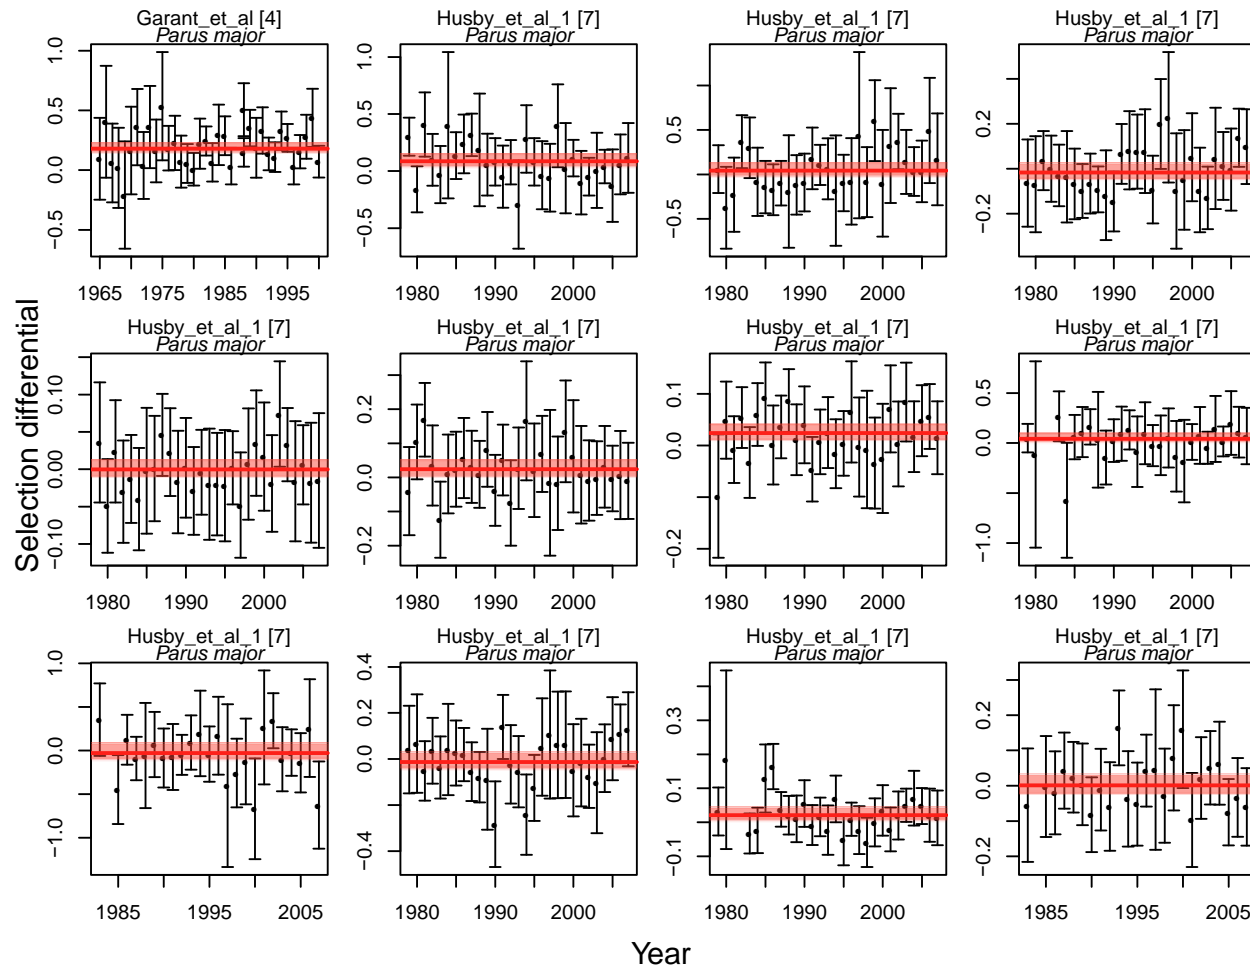 Garant_et_al [4] Husby_et_al_1 [7] Husby_et_al_1 [7] Husby_et_al_1 [7]
Parus major Parus major Parus major Parus major
1.0 0.5 0.0 −0.5
1965 1975 1985 1995
1.0 0.5 0.0 −0.5
1980 1990 2000
0.5 −0.5
1980 1990 2000
0.2 −0.2
1980 1990 2000
Selection differential
Husby_et_al_1 [7] Husby_et_al_1 [7] Husby_et_al_1 [7] Husby_et_al_1 [7]
Parus major Parus major Parus major Parus major
0.10 0.00 −0.10
1980 1990 2000
0.2 0.0 −0.2
1980 1990 2000
0.1 0.0 −0.2
1980 1990 2000
0.5 0.0 −1.0
1980 1990 2000
Husby_et_al_1 [7] Husby_et_al_1 [7] Husby_et_al_1 [7] Husby_et_al_1 [7]
Parus major Parus major Parus major Parus major
1.0 0.0 −1.0
1985 1995 2005
0.4 0.2 0.0 −0.4
1980 1990 2000
0.3 0.1 −0.1
1980 1990 2000
0.2 0.0 −0.2
1985 1995 2005
Year